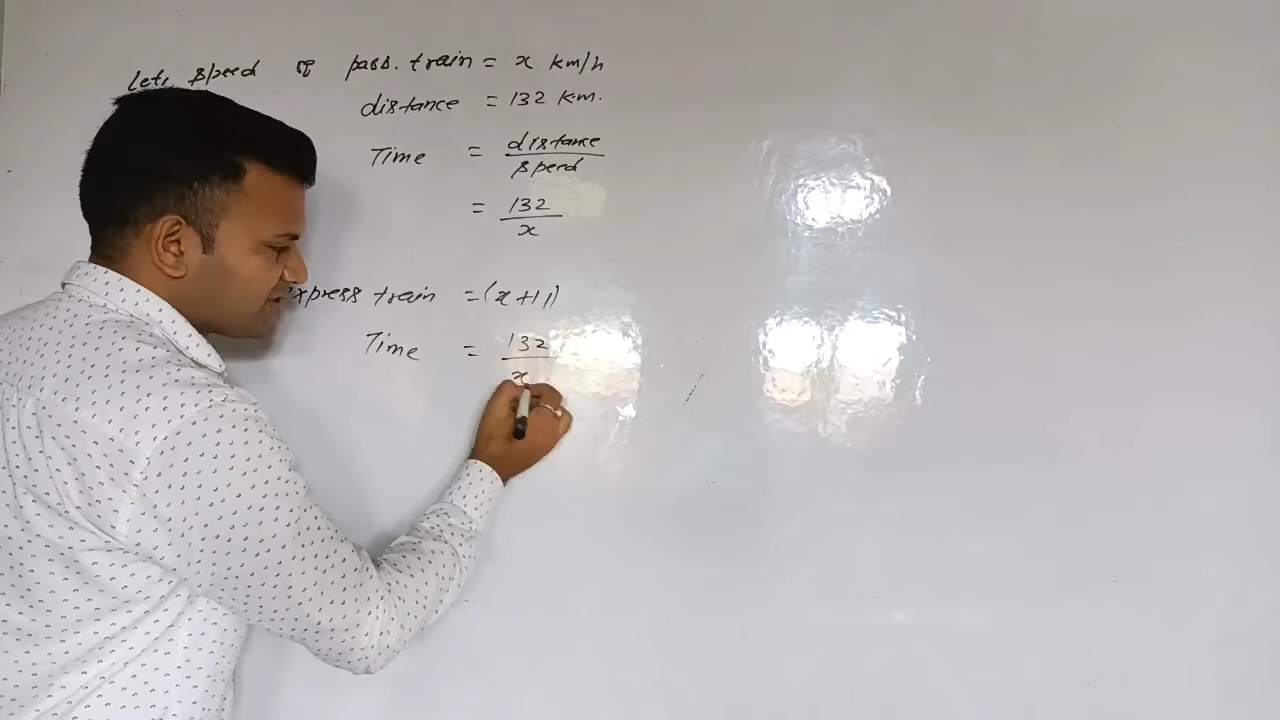 Let, speed of pass. train = x km/h
distance = 132 km.
Time = distance / speed
= 132 / x
xpress train = (x+11)
Time = 132 / x